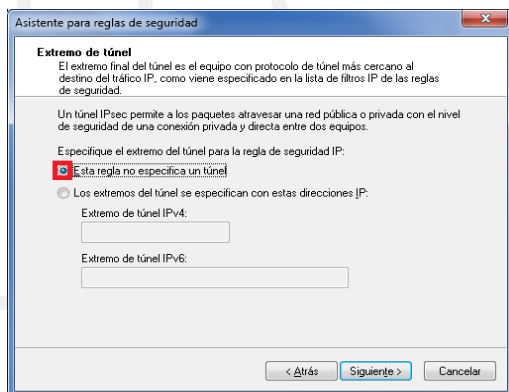 Asistente para reglas de seguridad
Extremo de túnel
El extremo final del túnel es el equipo con protocolo de túnel más cercano al
destino del tráfico IP, como viene especificado en la lista de filtros IP de las reglas
de seguridad.
Un túnel IPsec permite a los paquetes atravesar una red pública o privada con el nivel
de seguridad de una conexión privada y directa entre dos equipos.
Especifique el extremo del túnel para la regla de seguridad IP:
Esta regla no especifica un túnel
Los extremos del túnel se especifican con estas direcciones IP:
Extremo de túnel IPv4:
Extremo de túnel IPv6:
< Atrás Siguiente > Cancelar